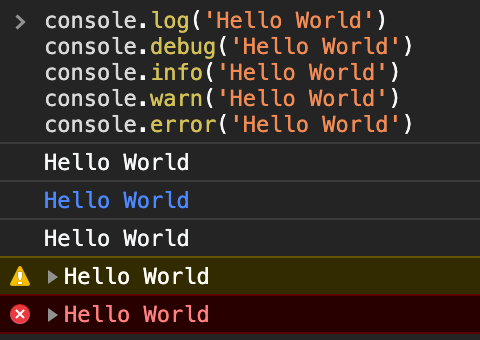 console.log('Hello World')
console.debug('Hello World')
console.info('Hello World')
console.warn('Hello World')
console.error('Hello World')
Hello World
Hello World
Hello World
Hello World
Hello World